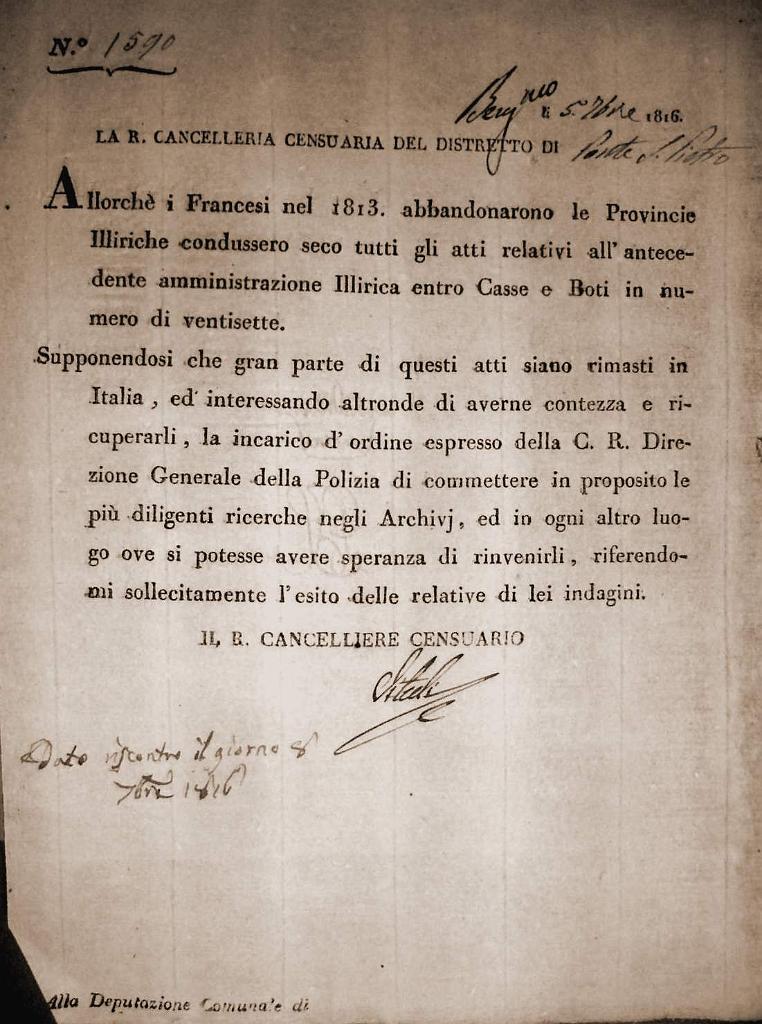 N.º 1590
Berg.mo li 5. 7bre 1816.
LA R. CANCELLERIA CENSUARIA DEL DISTRETTO DI Ponte S. Pietro
Allorchè i Francesi nel 1813. abbandonarono le Provincie
Illiriche condussero seco tutti gli atti relativi all' antece-
dente amministrazione Illirica entro Casse e Boti in nu-
mero di ventisette.
Supponendosi che gran parte di questi atti siano rimasti in
Italia, ed interessando altronde di averne contezza e ri-
cuperarli, la incarico d' ordine espresso della C. R. Dire-
zione Generale della Polizia di commettere in proposito le
più diligenti ricerche negli Archivj, ed in ogni altro luo-
go ove si potesse avere speranza di rinvenirli, riferendo-
mi sollecitamente l' esito delle relative di lei indagini.
IL R. CANCELLIERE CENSUARIO
Dato riscontro il giorno 8
7bre 1816
Alla Deputazione Comunale di